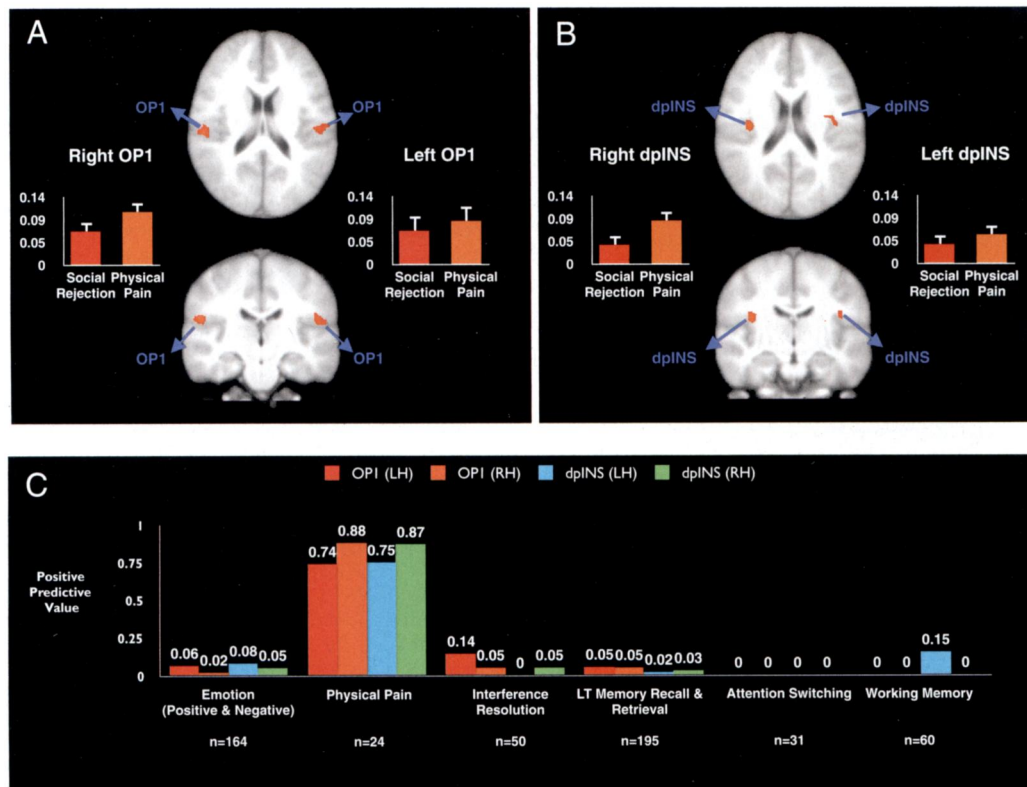 A
OP1
OP1
Right OP1
Left OP1
0.14
0.09
0.05
0
Social
Rejection
Physical
Pain
0.14
0.09
0.05
0
Social
Rejection
Physical
Pain
OP1
OP1
B
dpINS
dpINS
Right dpINS
Left dpINS
0.14
0.09
0.05
0
Social
Rejection
Physical
Pain
0.14
0.09
0.05
0
Social
Rejection
Physical
Pain
dpINS
dpINS
C
OP1 (LH) OP1 (RH) dpINS (LH) dpINS (RH)
Positive
Predictive
Value
1
0.75
0.5
0.25
0
0.06 0.02 0.08 0.05
0.74 0.88 0.75 0.87
0.14 0.05 0 0.05
0.05 0.05 0.02 0.03
0 0 0 0
0 0 0.15 0
Emotion
(Positive & Negative)
n=164
Physical Pain
n=24
Interference
Resolution
n=50
LT Memory Recall &
Retrieval
n=195
Attention Switching
n=31
Working Memory
n=60